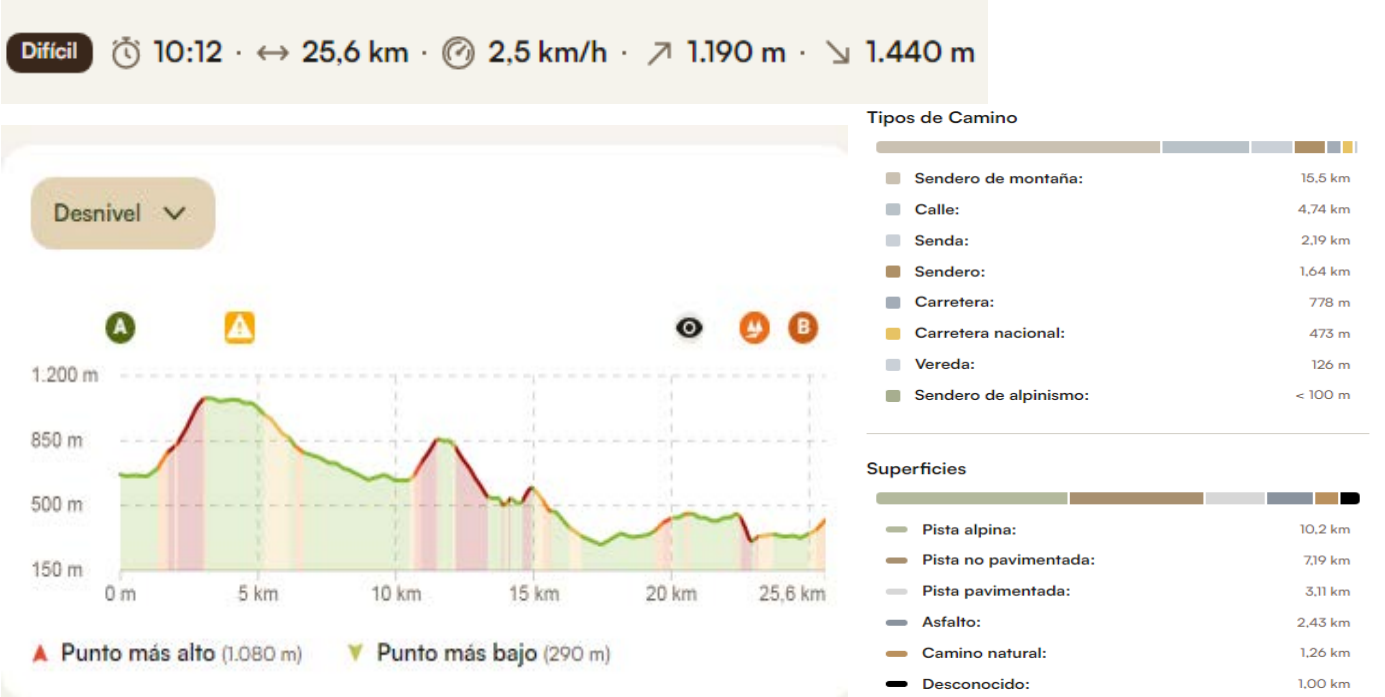 Difícil 10:12 · 25,6 km · 2,5 km/h · 1.190 m · 1.440 m
Desnivel
A
B
1.200 m
850 m
500 m
150 m
0 m 5 km 10 km 15 km 20 km 25,6 km
Punto más alto (1.080 m) Punto más bajo (290 m)
Tipos de Camino
Sendero de montaña: 15,5 km
Calle: 4,74 km
Senda: 2,19 km
Sendero: 1,64 km
Carretera: 778 m
Carretera nacional: 473 m
Vereda: 126 m
Sendero de alpinismo: < 100 m
Superficies
Pista alpina: 10,2 km
Pista no pavimentada: 7,19 km
Pista pavimentada: 3,11 km
Asfalto: 2,43 km
Camino natural: 1,26 km
Desconocido: 1,00 km